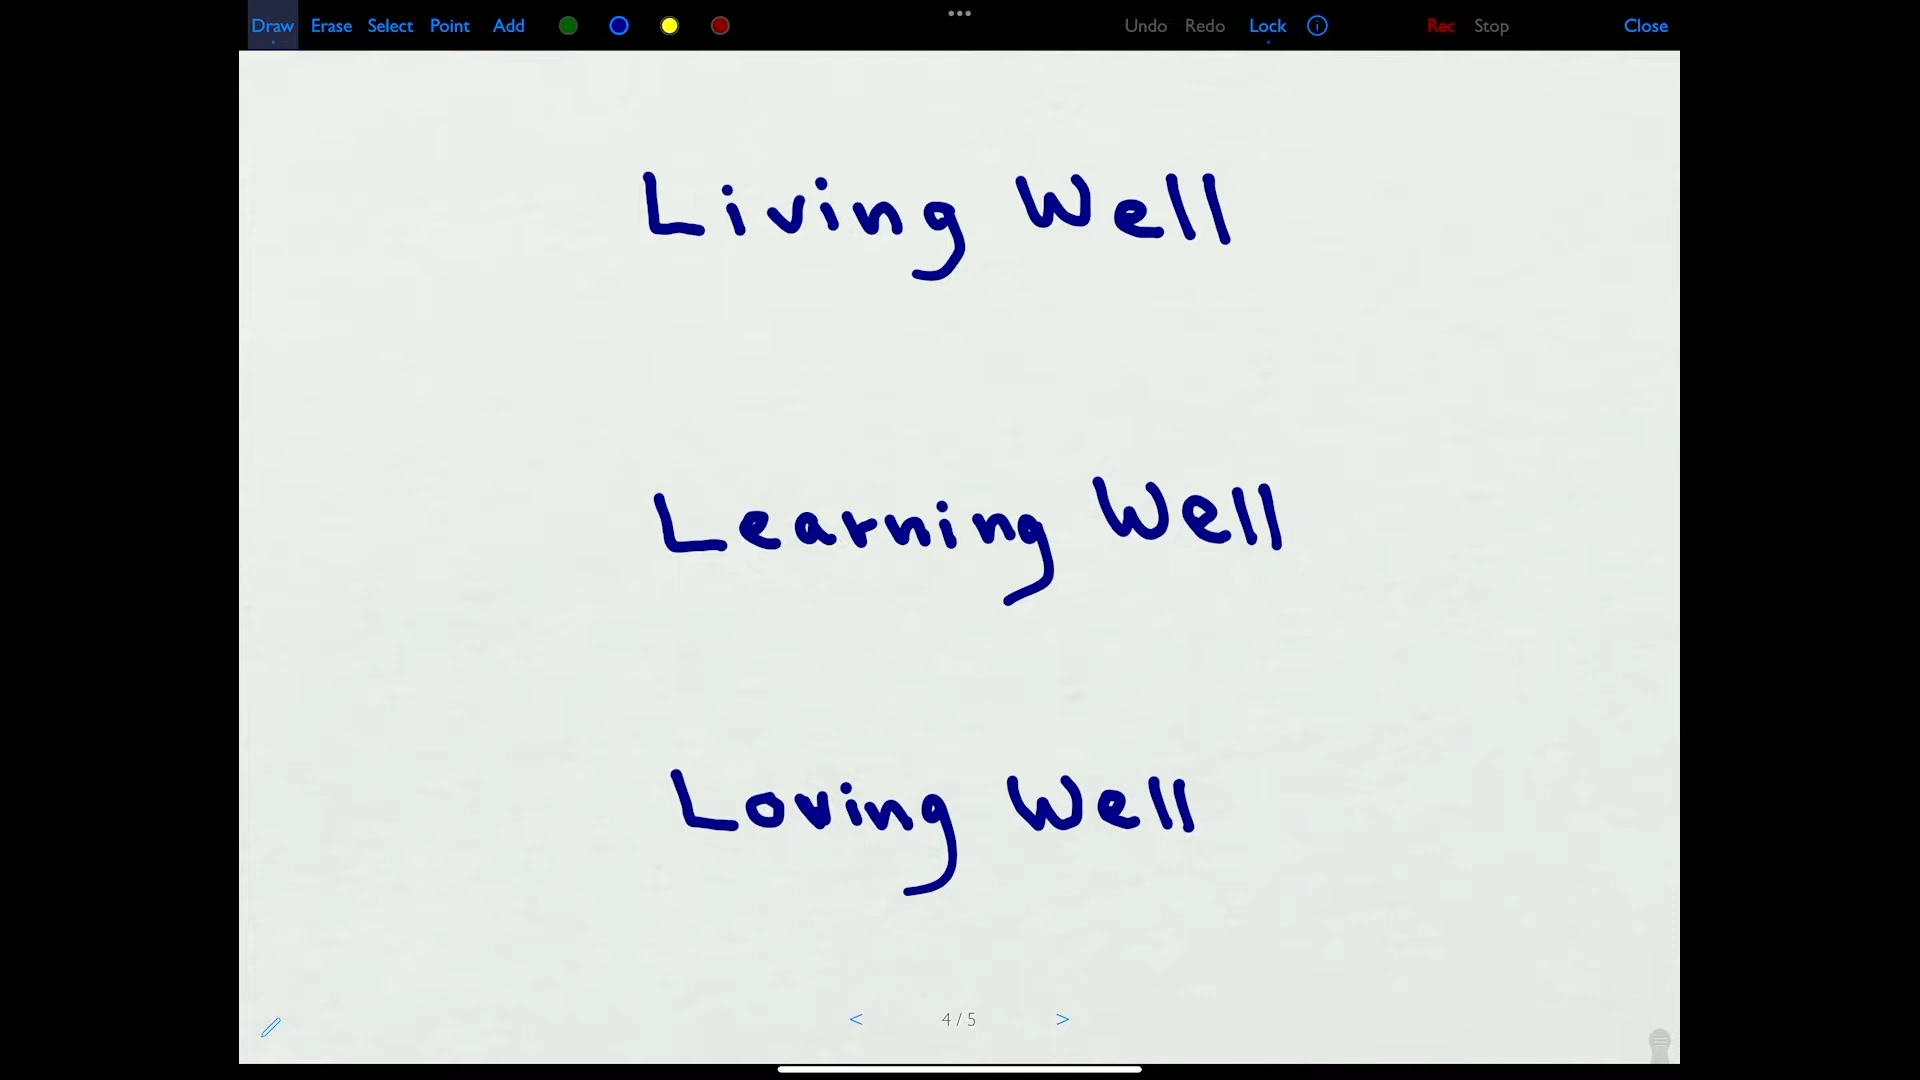 Draw Erase Select Point Add Undo Redo Lock Rec Stop Close
Living Well
Learning Well
Loving Well
< 4 / 5 >